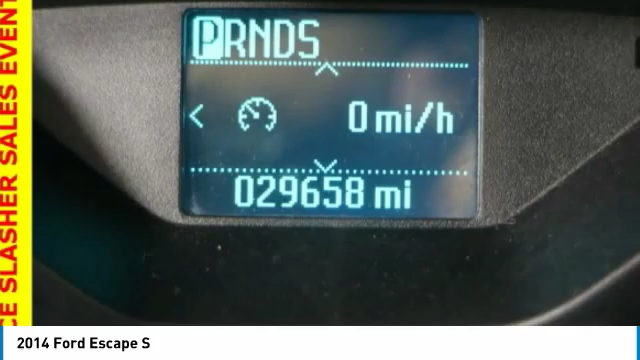 PRNDS
0 mi/h
029658 mi
CE SLASHER SALES EVENT
2014 Ford Escape S